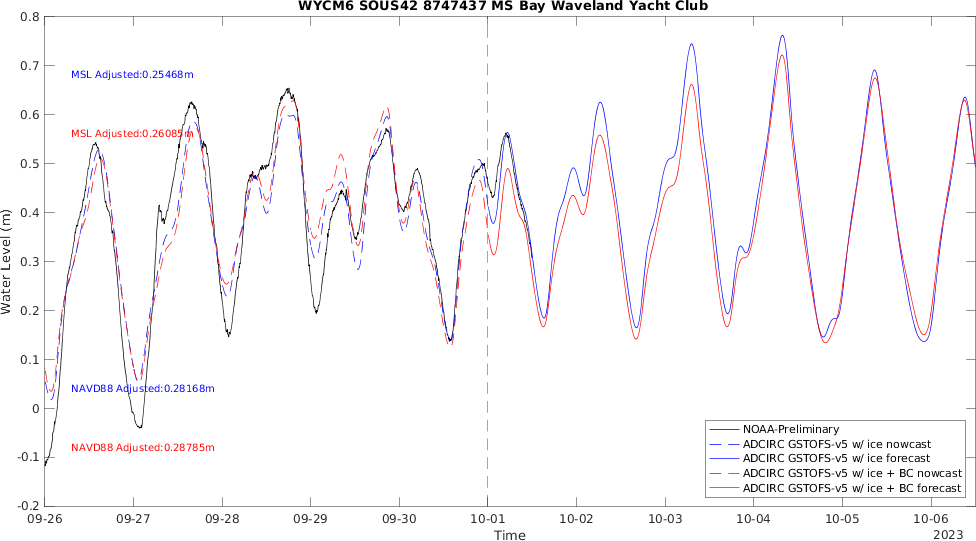 WYCM6 SOUS42 8747437 MS Bay Waveland Yacht Club
0.8
0.7
0.6
0.5
0.4
0.3
0.2
0.1
0
-0.1
-0.2
Water Level (m)
MSL Adjusted:0.25468m
MSL Adjusted:0.26085m
NAVD88 Adjusted:0.28168m
NAVD88 Adjusted:0.28785m
NOAA-Preliminary
ADCIRC GSTOFS-v5 w/ ice nowcast
ADCIRC GSTOFS-v5 w/ ice forecast
ADCIRC GSTOFS-v5 w/ ice + BC nowcast
ADCIRC GSTOFS-v5 w/ ice + BC forecast
09-26 09-27 09-28 09-29 09-30 10-01 10-02 10-03 10-04 10-05 10-06
Time
2023